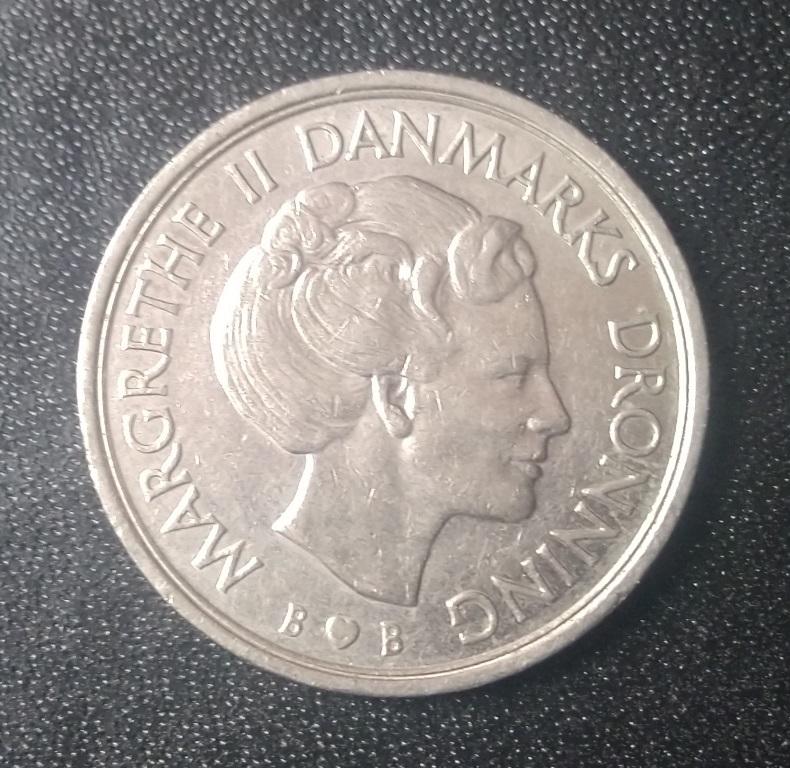 MARGRETHE II DANMARKS DRONNING
B ♥ B